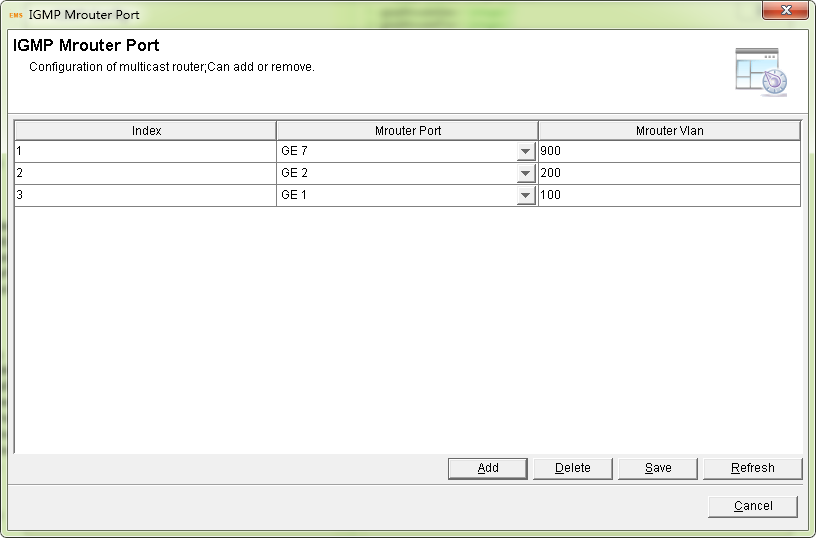 EMS IGMP Mrouter Port
IGMP Mrouter Port
Configuration of multicast router;Can add or remove.
Index Mrouter Port Mrouter Vlan
1 GE 7 900
2 GE 2 200
3 GE 1 100
Add Delete Save Refresh
Cancel